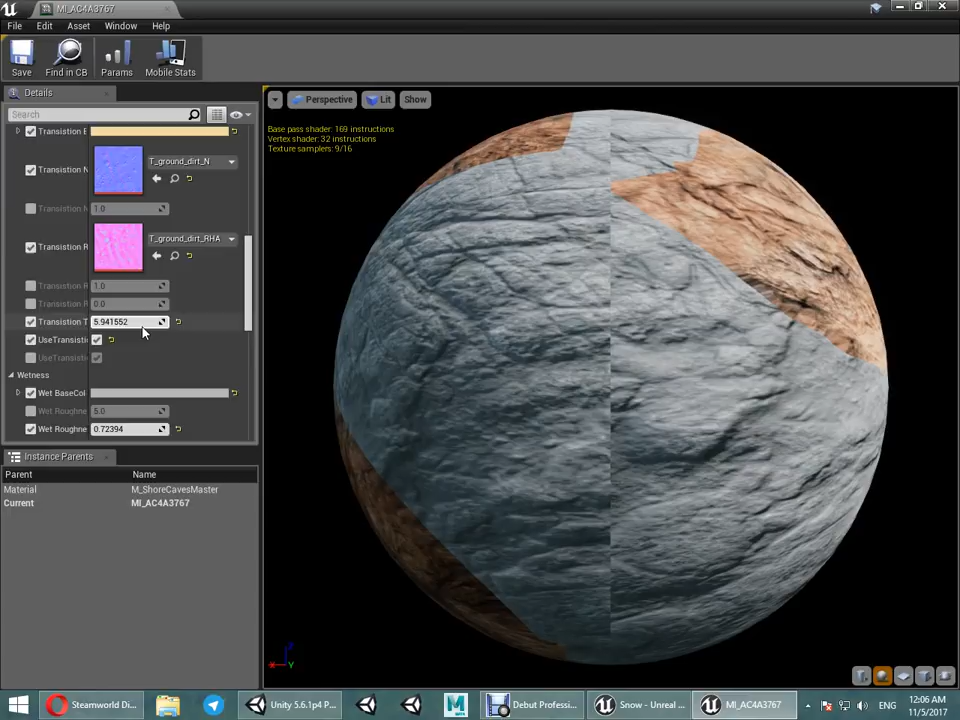 MI_AC4A3767
File Edit Asset Window Help
Save Find in CB Params Mobile Stats
Details
Search
Transistion E
T_ground_dirt_N
Transistion N
Transistion N
1.0
T_ground_dirt_RHA
Transistion R
Transistion R
1.0
Transistion R
0.0
Transistion T
5.941552
UseTransisti
UseTransisti
Wetness
Wet BaseCol
Wet Roughne
5.0
Wet Roughne
0.72394
Instance Parents
Parent Name
Material M_ShoreCavesMaster
Current MI_AC4A3767
Perspective Lit Show
Base pass shader: 169 instructions
Vertex shader: 32 instructions
Texture samplers: 9/16
Z
Y
Steamworld Di... Unity 5.6.1p4 P... Debut Professi... Snow - Unreal ... MI_AC4A3767 ENG 12:06 AM
11/5/2017